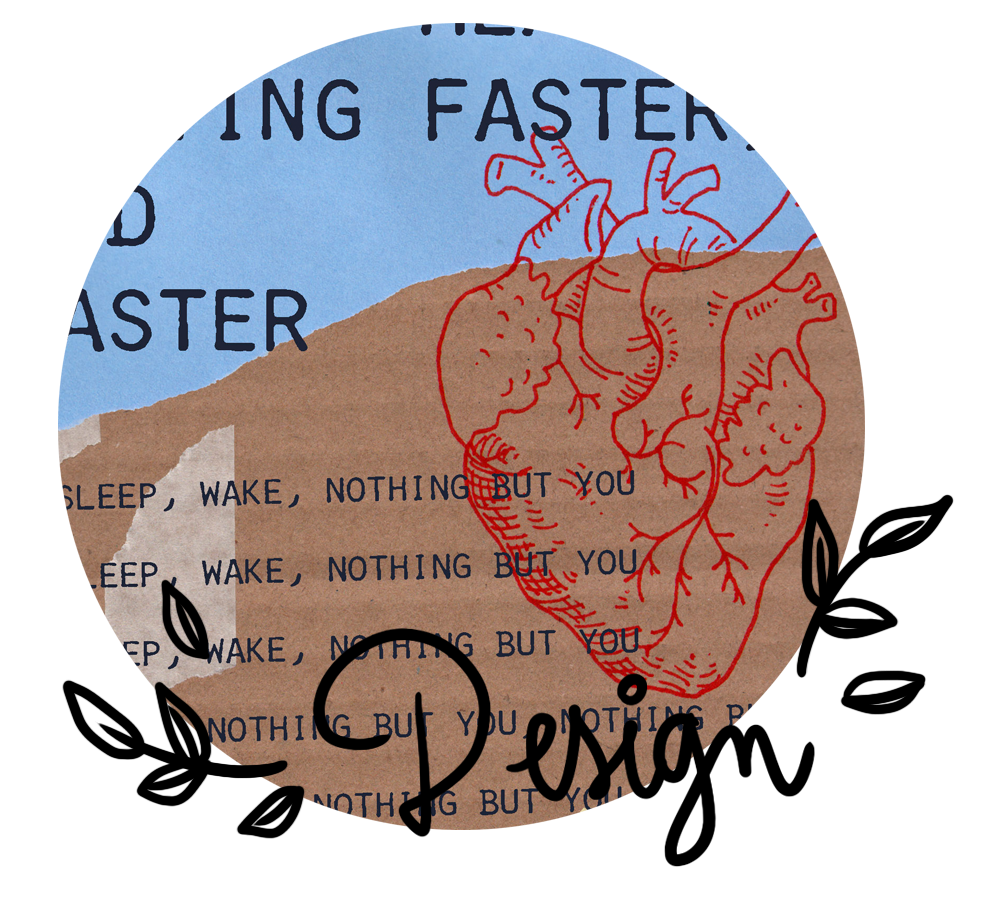 ING FASTER,
D
ASTER
SLEEP, WAKE, NOTHING BUT YOU
LEEP, WAKE, NOTHING BUT YOU
EP, WAKE, NOTHING BUT YOU
NOTHING BUT YOU, NOTHING B
NOTHING BUT YOU
Design